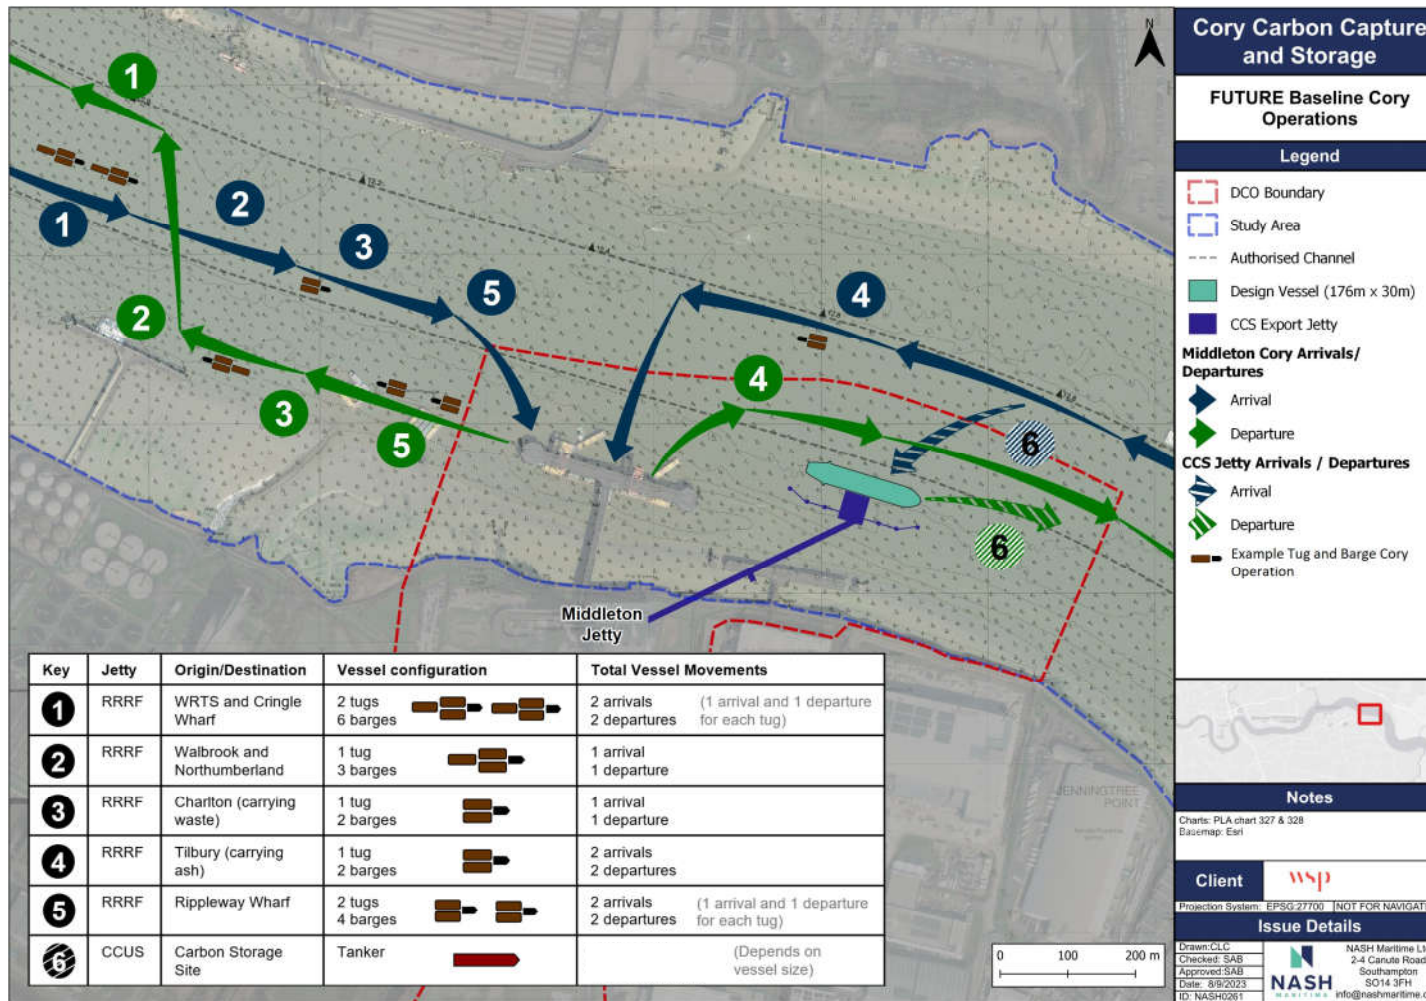 N
1
2
3
5
4
1
2
3
5
4
6
6
Middleton
Jetty
JENNINGTREE
POINT
Key Jetty Origin/Destination Vessel configuration Total Vessel Movements
1 RRRF WRTS and Cringle Wharf 2 tugs 6 barges 2 arrivals 2 departures (1 arrival and 1 departure for each tug)
2 RRRF Walbrook and Northumberland 1 tug 3 barges 1 arrival 1 departure
3 RRRF Charlton (carrying waste) 1 tug 2 barges 1 arrival 1 departure
4 RRRF Tilbury (carrying ash) 1 tug 2 barges 2 arrivals 2 departures
5 RRRF Rippleway Wharf 2 tugs 4 barges 2 arrivals 2 departures (1 arrival and 1 departure for each tug)
6 CCUS Carbon Storage Site Tanker (Depends on vessel size)
0 100 200 m
Cory Carbon Capture
and Storage
FUTURE Baseline Cory
Operations
Legend
DCO Boundary
Study Area
Authorised Channel
Design Vessel (176m x 30m)
CCS Export Jetty
Middleton Cory Arrivals/
Departures
Arrival
Departure
CCS Jetty Arrivals / Departures
Arrival
Departure
Example Tug and Barge Cory
Operation
Notes
Charts: PLA chart 327 & 328
Basemap: Esri
Client wsp
Projection System: EPSG:27700 NOT FOR NAVIGAT
Issue Details
Drawn:CLC
Checked: SAB
Approved:SAB
Date: 8/9/2023
ID: NASH0261
NASH
MARITIME
NASH Maritime Lt
2-4 Canute Road
Southampton
SO14 3FH
info@nashmaritime.c